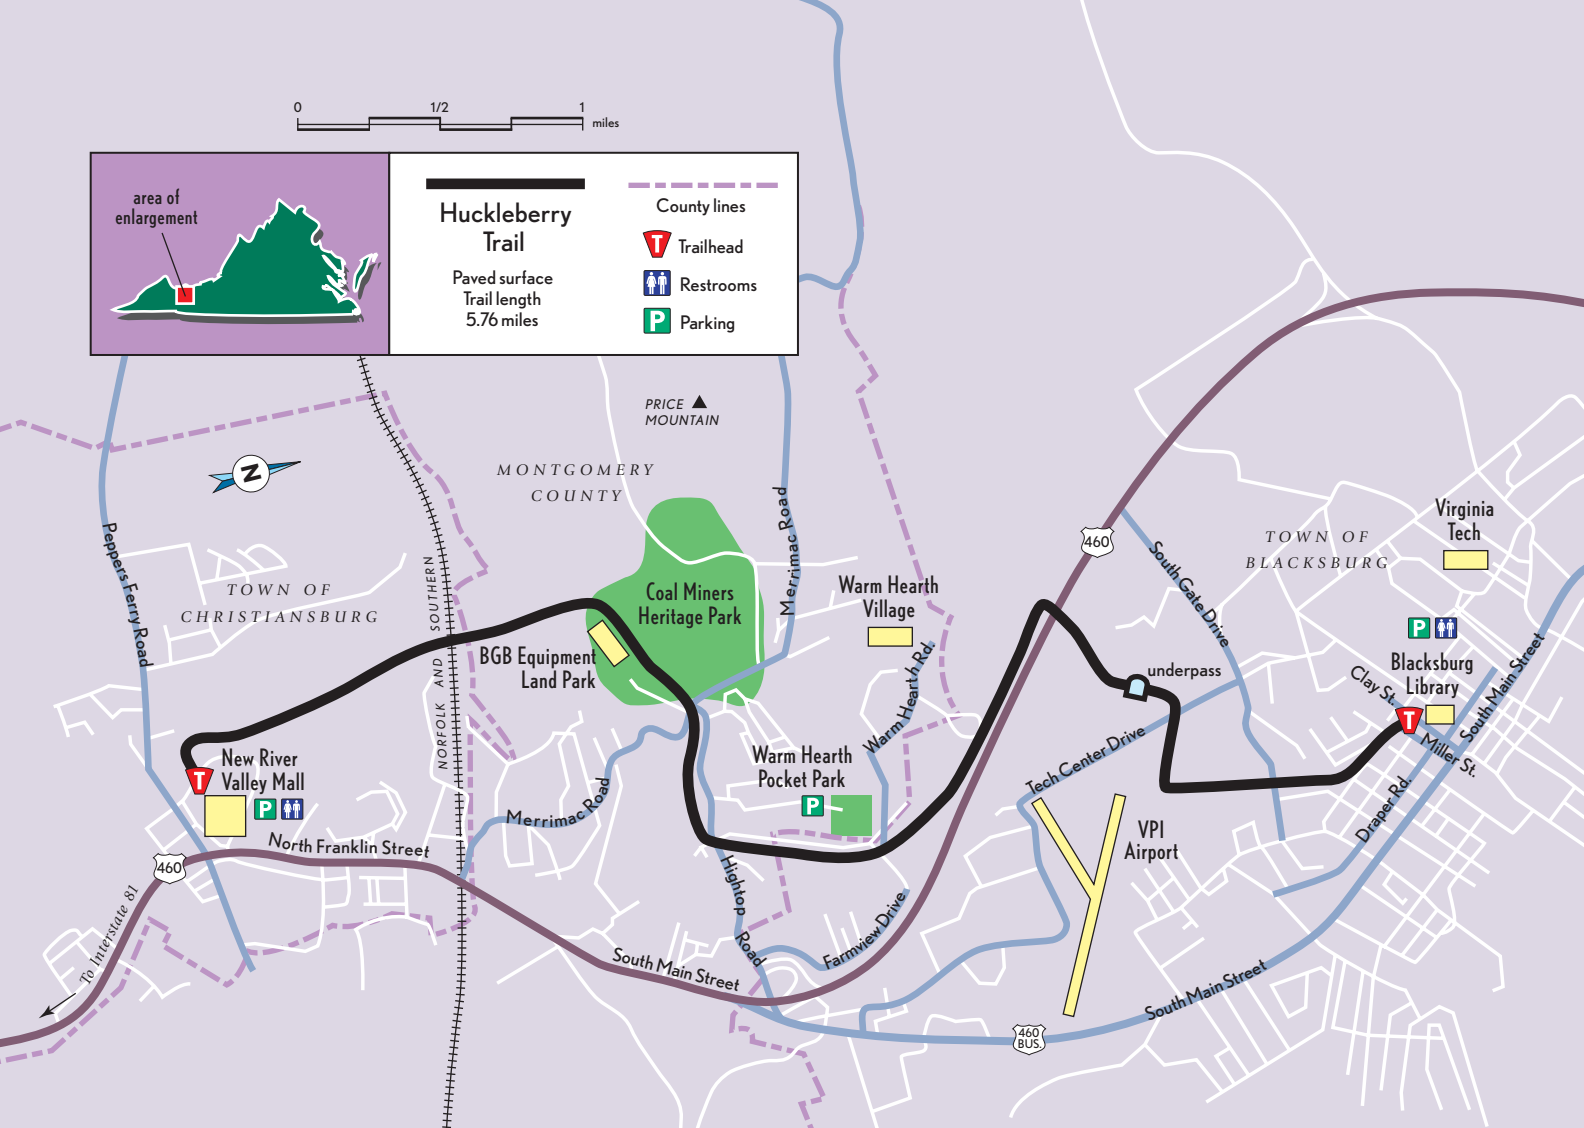 0 1/2 1
miles
area of
enlargement
Huckleberry
Trail
Paved surface
Trail length
5.76 miles
County lines
T Trailhead
Restrooms
P Parking
PRICE
MOUNTAIN
MONTGOMERY
COUNTY
N
TOWN OF
CHRISTIANSBURG
Peppers Ferry Road
NORFOLK AND SOUTHERN
Coal Miners
Heritage Park
BGB Equipment
Land Park
Merrimac Road
Warm Hearth
Village
Warm Hearth Rd.
Warm Hearth
Pocket Park
P
460
South Gate Drive
TOWN OF
BLACKSBURG
Virginia
Tech
P
Blacksburg
Library
T
Clay St.
Miller St.
South Main Street
Draper Rd.
underpass
Tech Center Drive
VPI
Airport
New River
Valley Mall
T
P
North Franklin Street
460
To Interstate 81
Merrimac Road
Hightop Road
Farmview Drive
South Main Street
South Main Street
460
BUS.